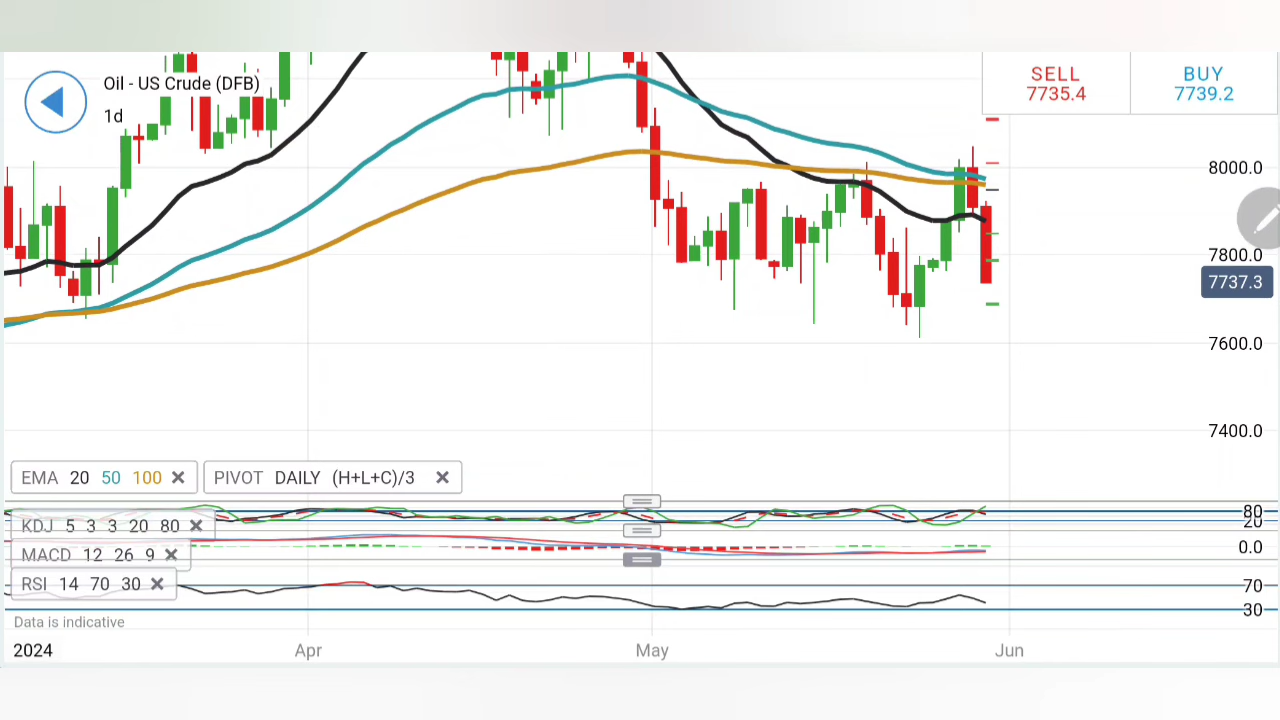 Oil - US Crude (DFB)
1d
SELL
7735.4
BUY
7739.2
8000.0
7800.0
7737.3
7600.0
7400.0
EMA 20 50 100
PIVOT DAILY (H+L+C)/3
KDJ 5 3 3 20 80
80
20
MACD 12 26 9
0.0
RSI 14 70 30
70
30
Data is indicative
2024 Apr May Jun